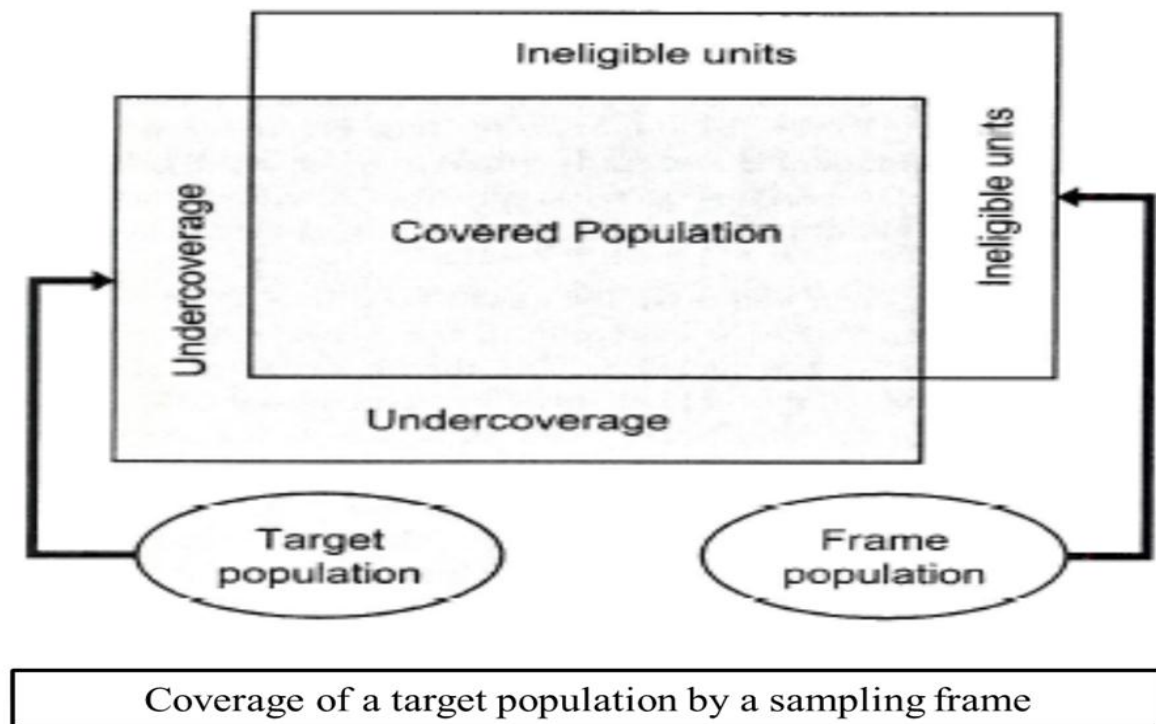 Ineligible units
Ineligible units
Undercoverage
Covered Population
Undercoverage
Target
population
Frame
population
Coverage of a target population by a sampling frame